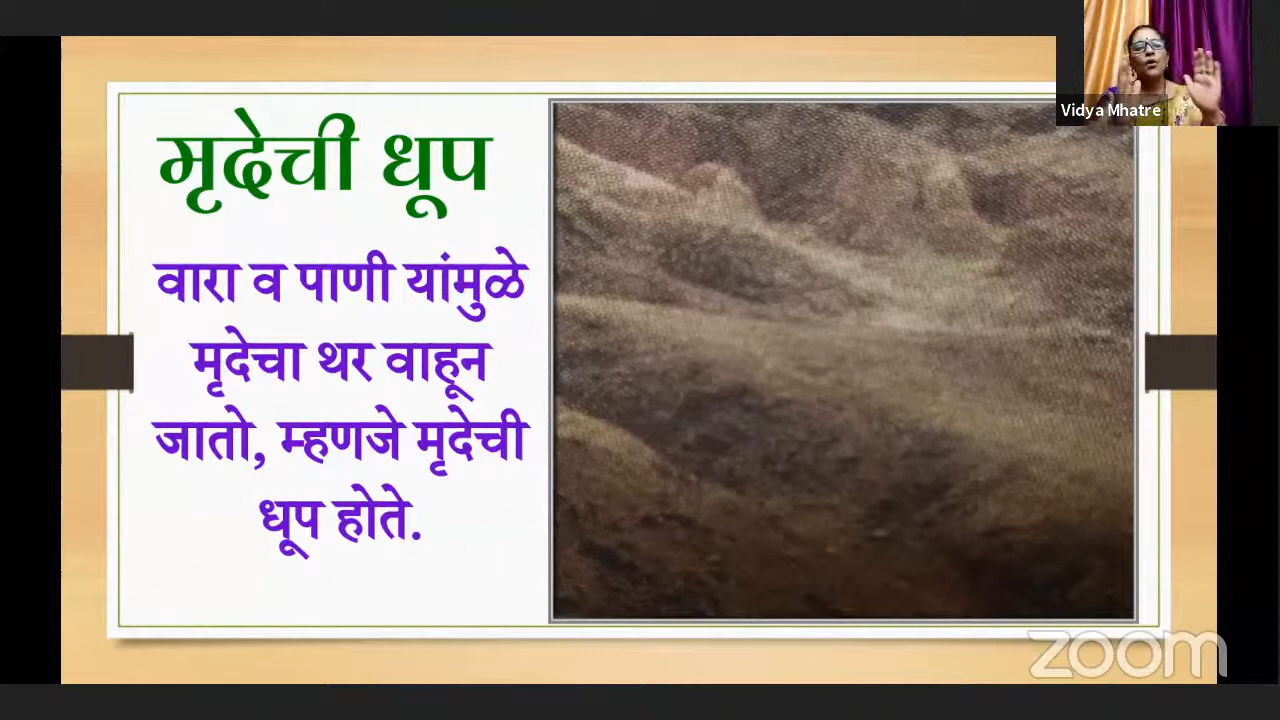 मृदेची धूप
वारा व पाणी यांमुळे
मृदेचा थर वाहून
जातो, म्हणजे मृदेची
धूप होते.
Vidya Mhatre
zoom